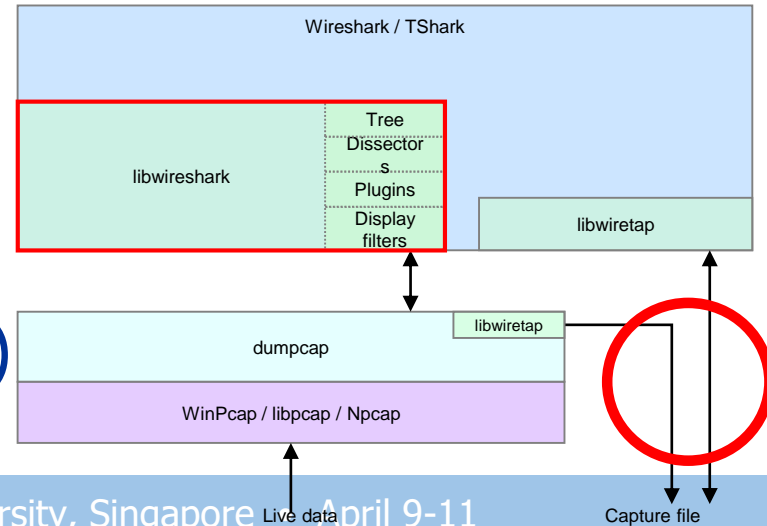 Wireshark / TShark
Tree
Dissector
s
Plugins
Display
filters
libwireshark
libwiretap
libwiretap
dumpcap
WinPcap / libpcap / Npcap
Singapore
April 9-11
Live data
Capture file